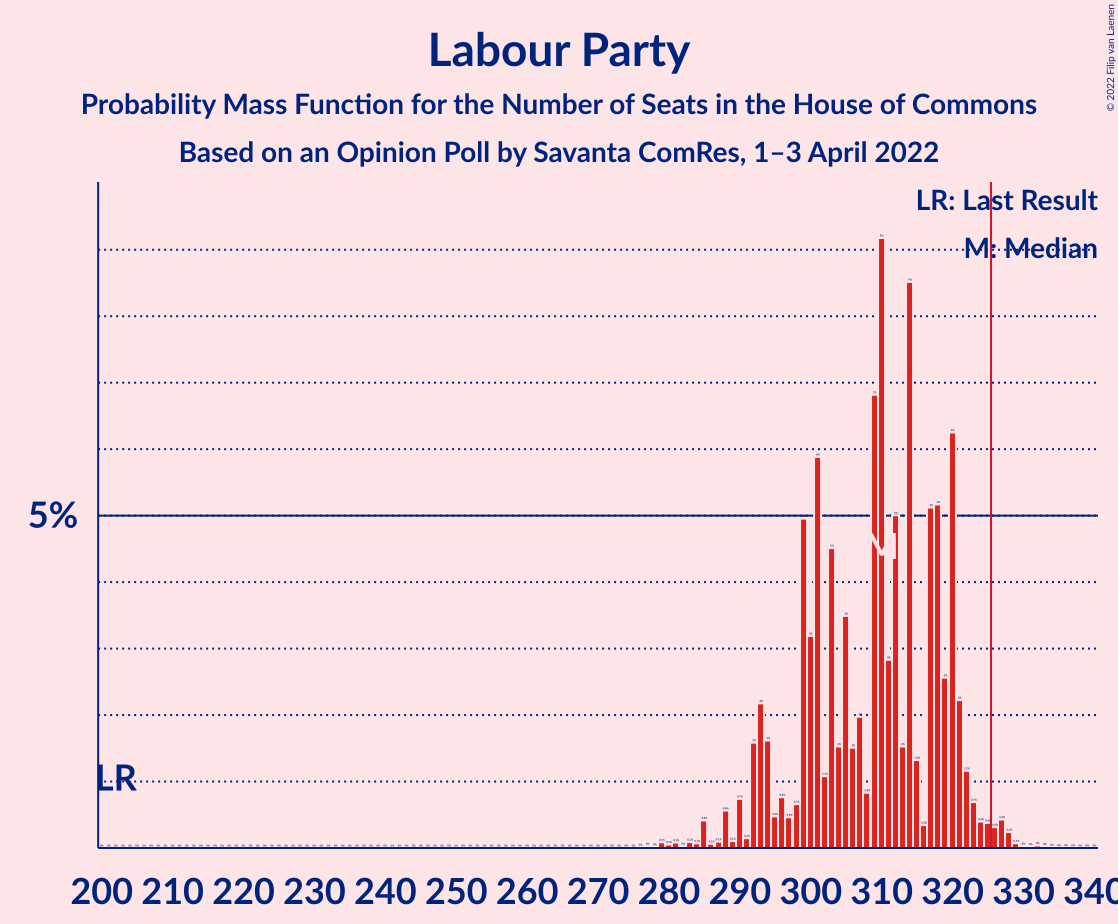 Labour Party
Probability Mass Function for the Number of Seats in the House of Commons
Based on an Opinion Poll by Savanta ComRes, 1–3 April 2022
© 2022 Filip van Laenen
LR: Last Result
M: Median
5%
M
LR
200 210 220 230 240 250 260 270 280 290 300 310 320 330 340